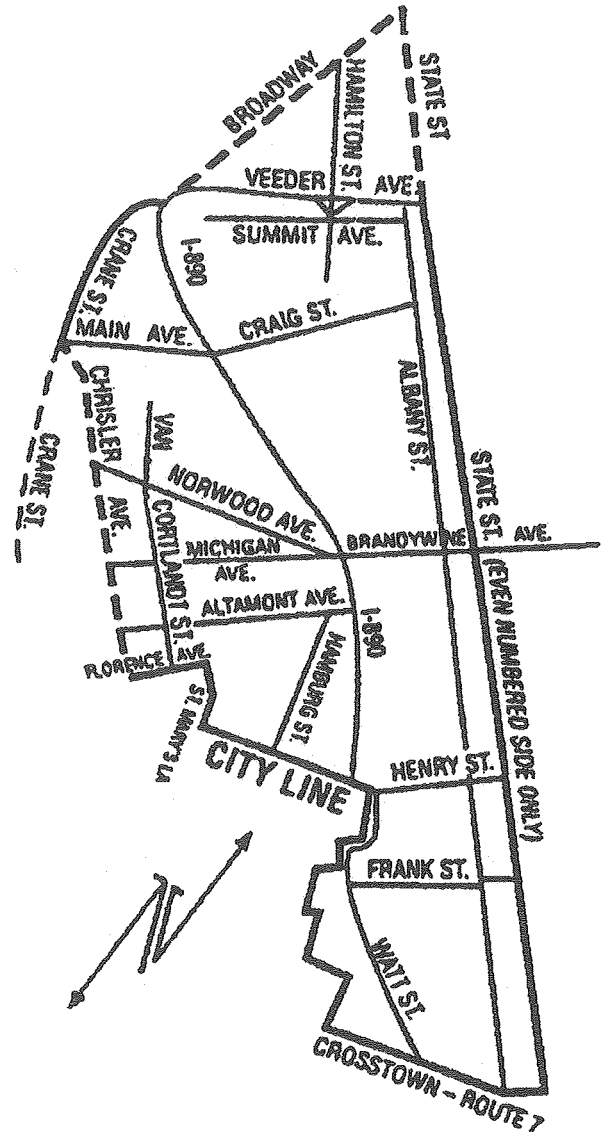 BROADWAY
HAMILTON ST.
STATE ST
VEEDER AVE.
SUMMIT AVE.
I-890
CRANE ST.
MAIN AVE.
CRAIG ST.
ALBANY ST.
CHRISLER AVE.
CRANE ST.
VAN CORTLANDT ST.
NORWOOD AVE.
MICHIGAN AVE.
BRANDYWINE AVE.
STATE ST. (EVEN NUMBERED SIDE ONLY)
ALTAMONT AVE.
I-890
HAMBURG ST.
FLORENCE AVE.
ST. MARY'S LA
CITY LINE
HENRY ST.
FRANK ST.
WATT ST.
N
CROSSTOWN - ROUTE 7